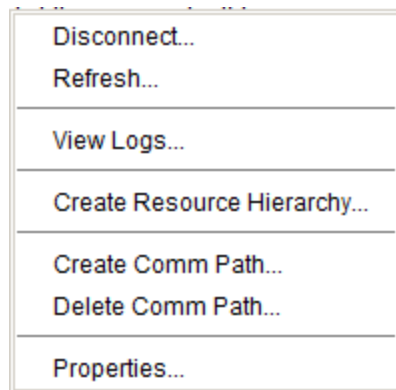 Disconnect...
Refresh...
View Logs...
Create Resource Hierarchy...
Create Comm Path...
Delete Comm Path...
Properties...